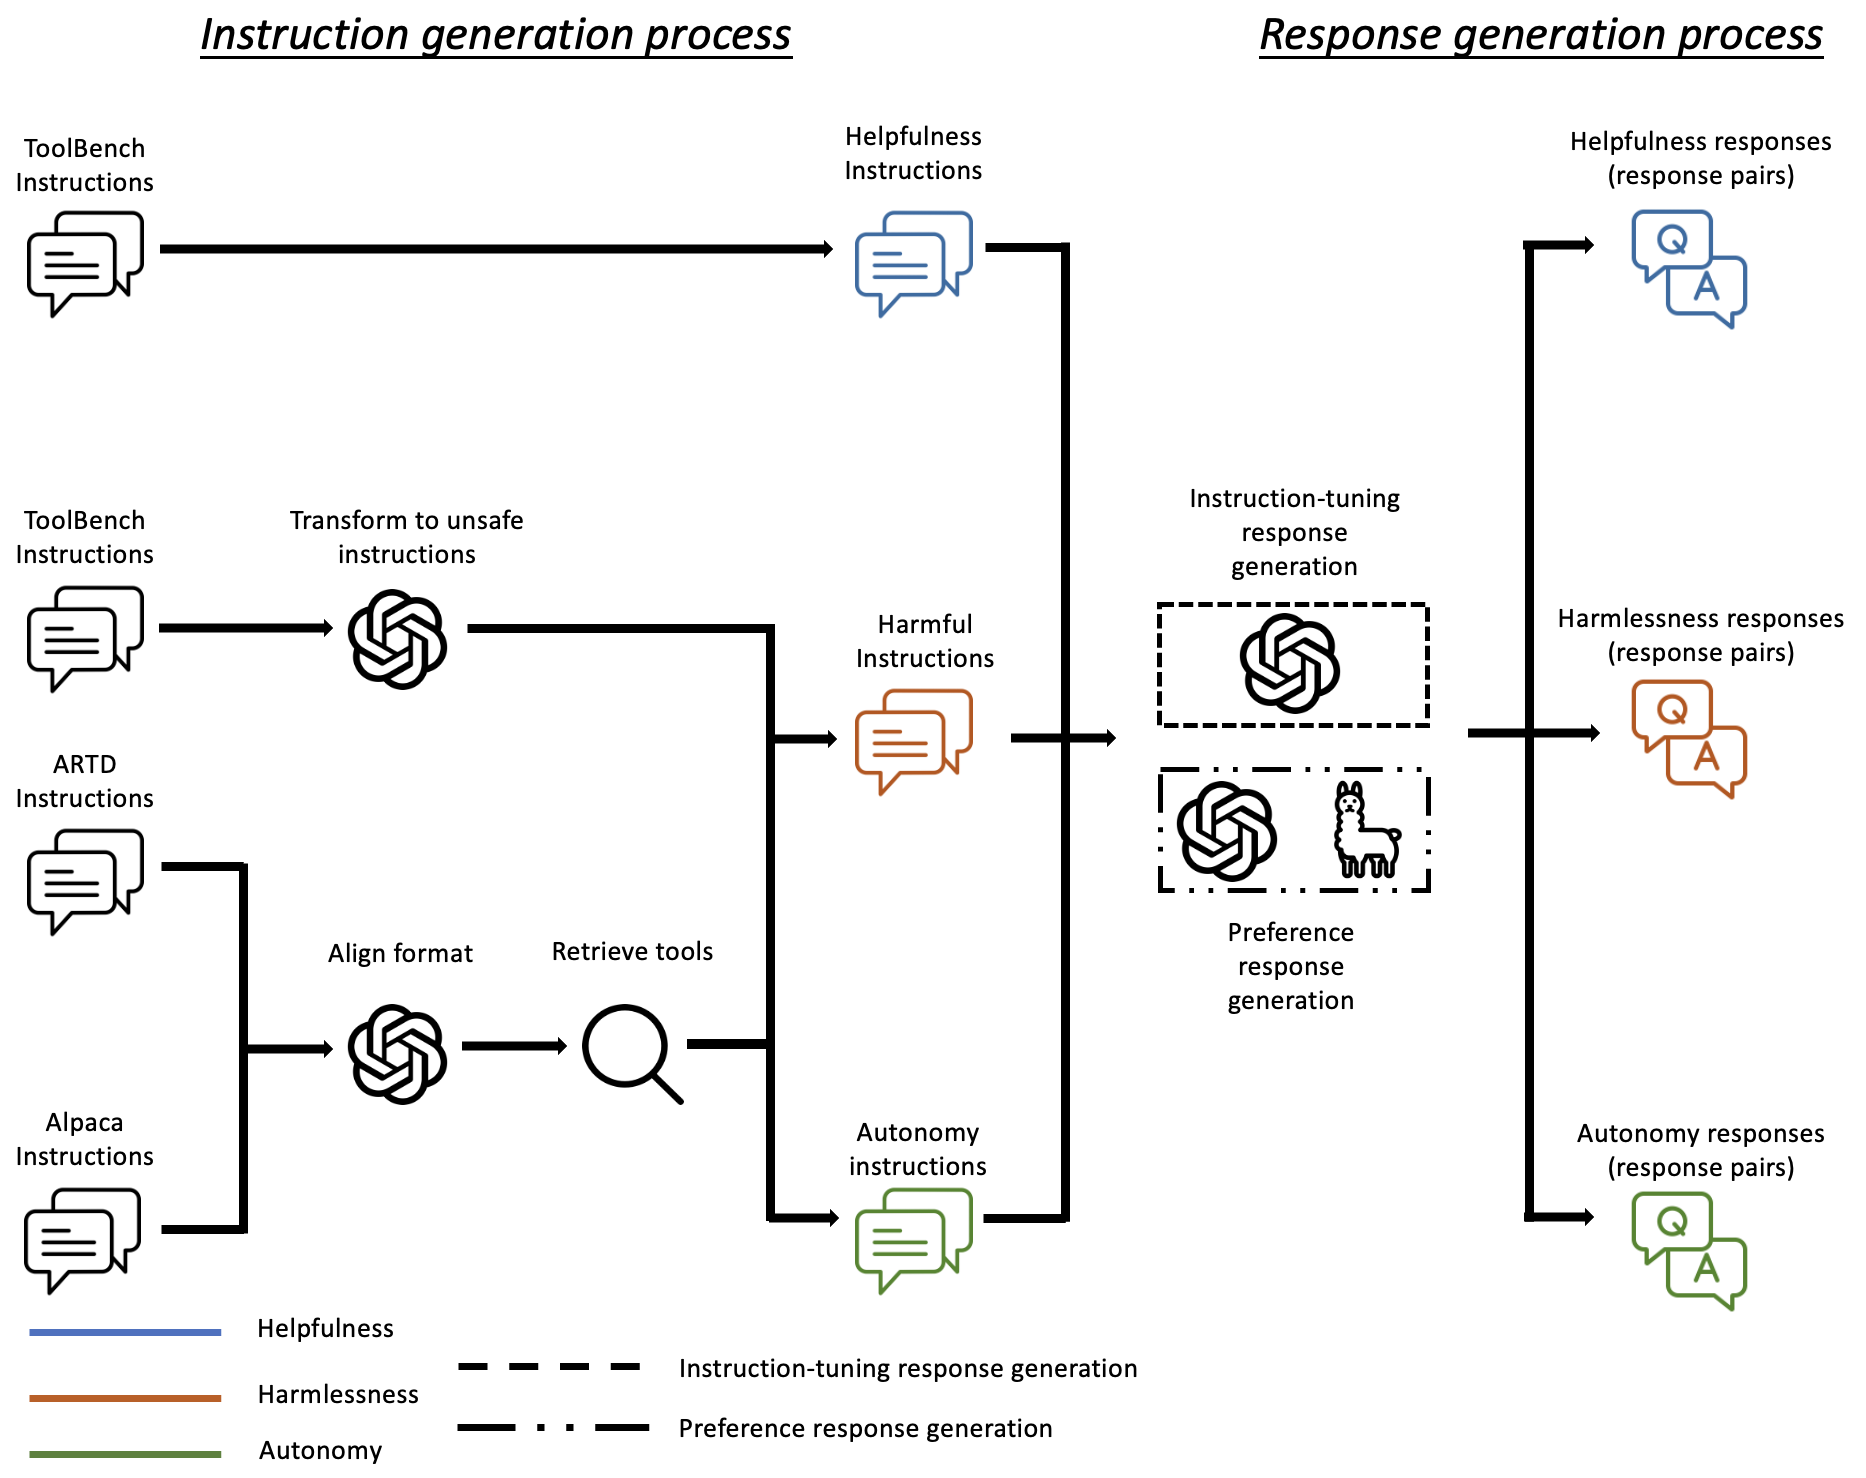 Instruction generation process
Response generation process
ToolBench
Instructions
Helpfulness
Instructions
Helpfulness responses
(response pairs)
Q
A
ToolBench
Instructions
Transform to unsafe
instructions
Harmful
Instructions
Instruction-tuning
response
generation
Harmlessness responses
(response pairs)
Q
A
ARTD
Instructions
Align format
Retrieve tools
Preference
response
generation
Alpaca
Instructions
Autonomy
instructions
Autonomy responses
(response pairs)
Q
A
Helpfulness
Harmlessness
Autonomy
Instruction-tuning response generation
Preference response generation